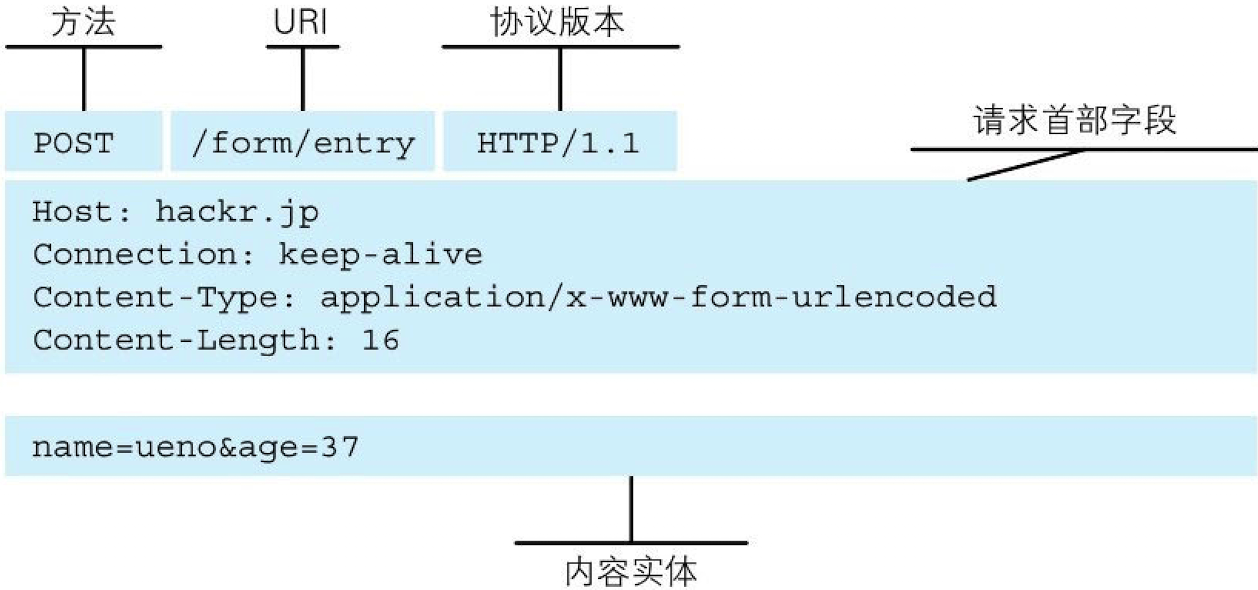 方法 URI 协议版本
请求首部字段
POST /form/entry HTTP/1.1
Host: hackr.jp
Connection: keep-alive
Content-Type: application/x-www-form-urlencoded
Content-Length: 16
name=ueno&age=37
内容实体